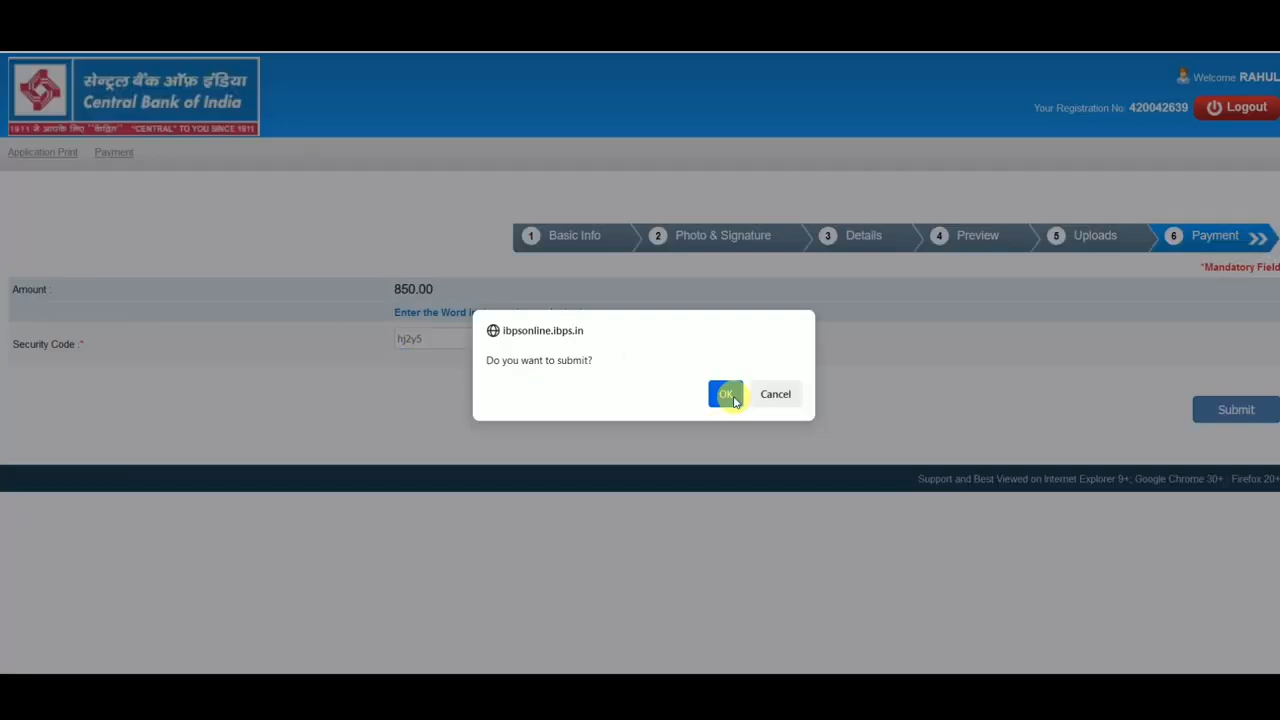 सेन्ट्रल बैंक ऑफ़ इंडिया
Central Bank of India
1911 से आपके लिए "केंद्रित" "CENTRAL" TO YOU SINCE 1911
Welcome RAHUL
Your Registration No: 420042639
Logout
Application Print Payment
1 Basic Info 2 Photo & Signature 3 Details 4 Preview 5 Uploads 6 Payment
*Mandatory Field
Amount : 850.00
Enter the Word
Security Code :* hj2y5
ibpsonline.ibps.in
Do you want to submit?
OK Cancel
Submit
Support and Best Viewed on Internet Explorer 9+; Google Chrome 30+ Firefox 20+